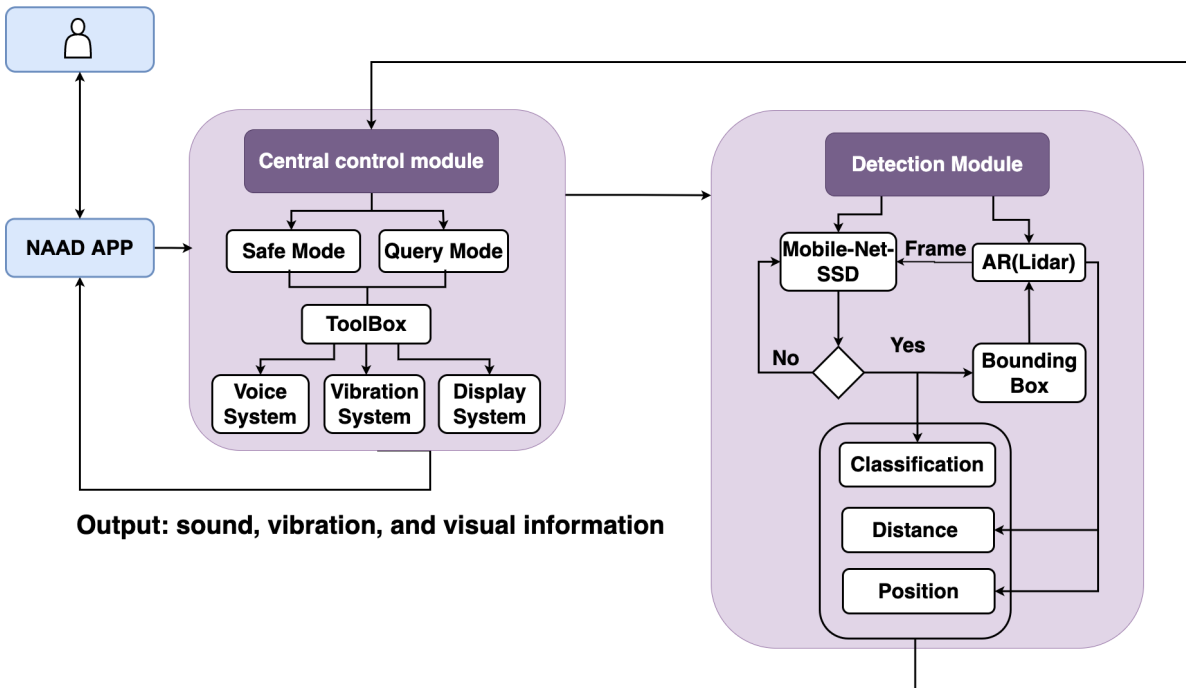 NAAD APP
Central control module
Safe Mode
Query Mode
ToolBox
Voice
System
Vibration
System
Display
System
Output: sound, vibration, and visual information
Detection Module
Mobile-Net-
SSD
Frame
AR(Lidar)
No
Yes
Bounding
Box
Classification
Distance
Position